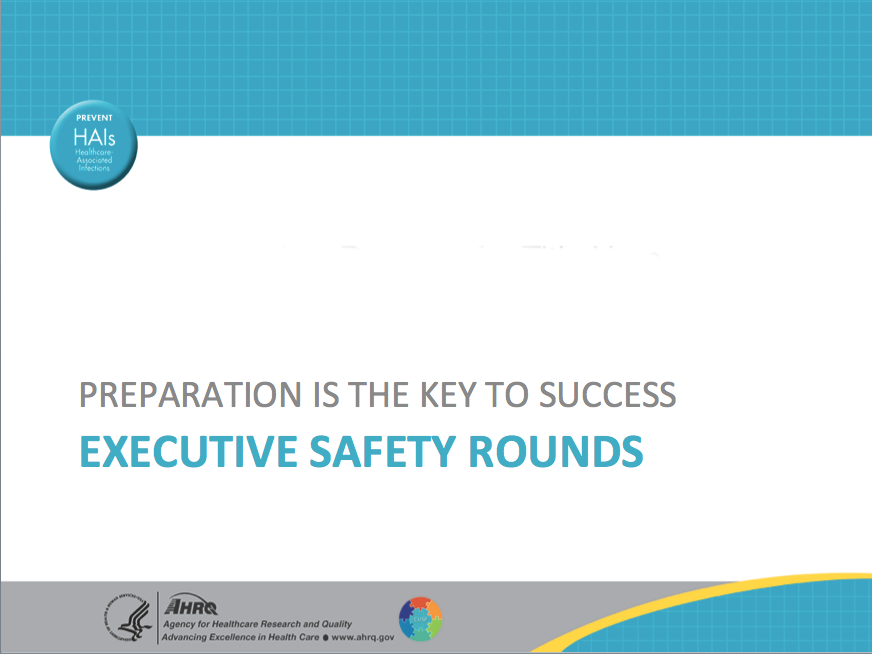 PREVENT
HAIs
Healthcare-
Associated
Infections
PREPARATION IS THE KEY TO SUCCESS
EXECUTIVE SAFETY ROUNDS
AHRQ
Agency for Healthcare Research and Quality
Advancing Excellence in Health Care ● www.ahrq.gov